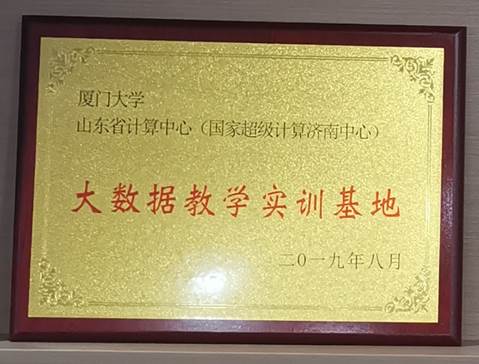 厦门大学
山东省计算中心（国家超级计算济南中心）
大数据教学实训基地
二0一九年八月